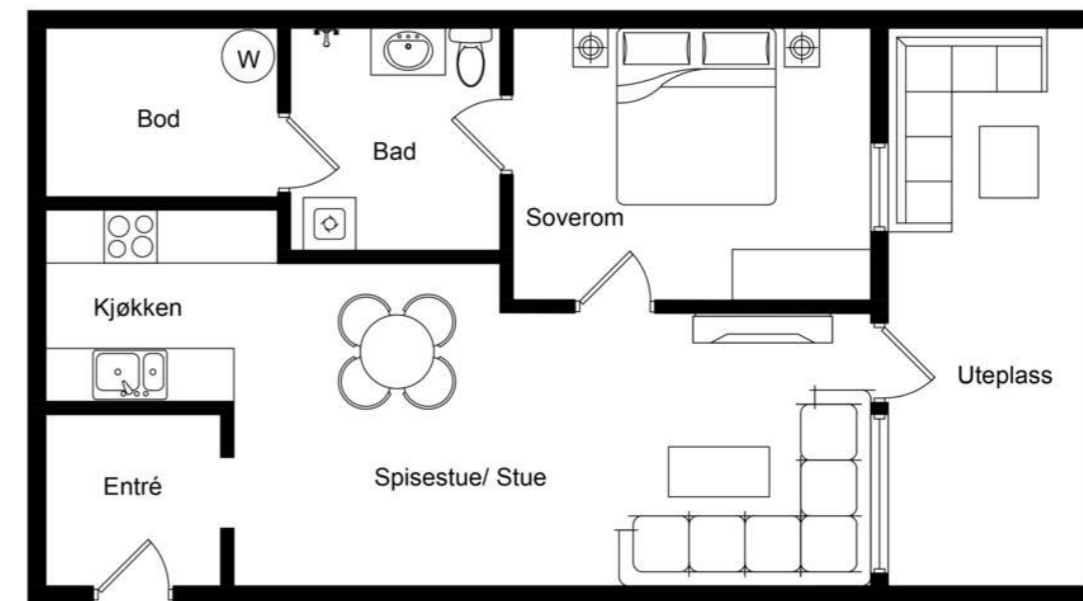 W
Bod
Bad
Soverom
Kjøkken
Uteplass
Entré
Spisestue/ Stue